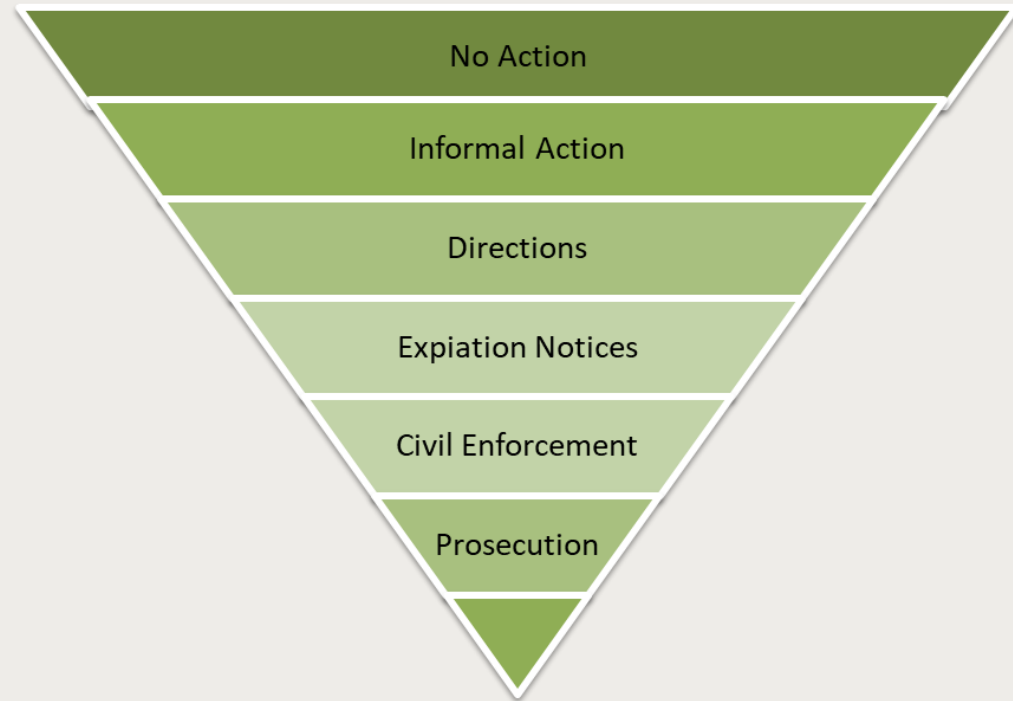 No Action
Informal Action
Directions
Expiation Notices
Civil Enforcement
Prosecution